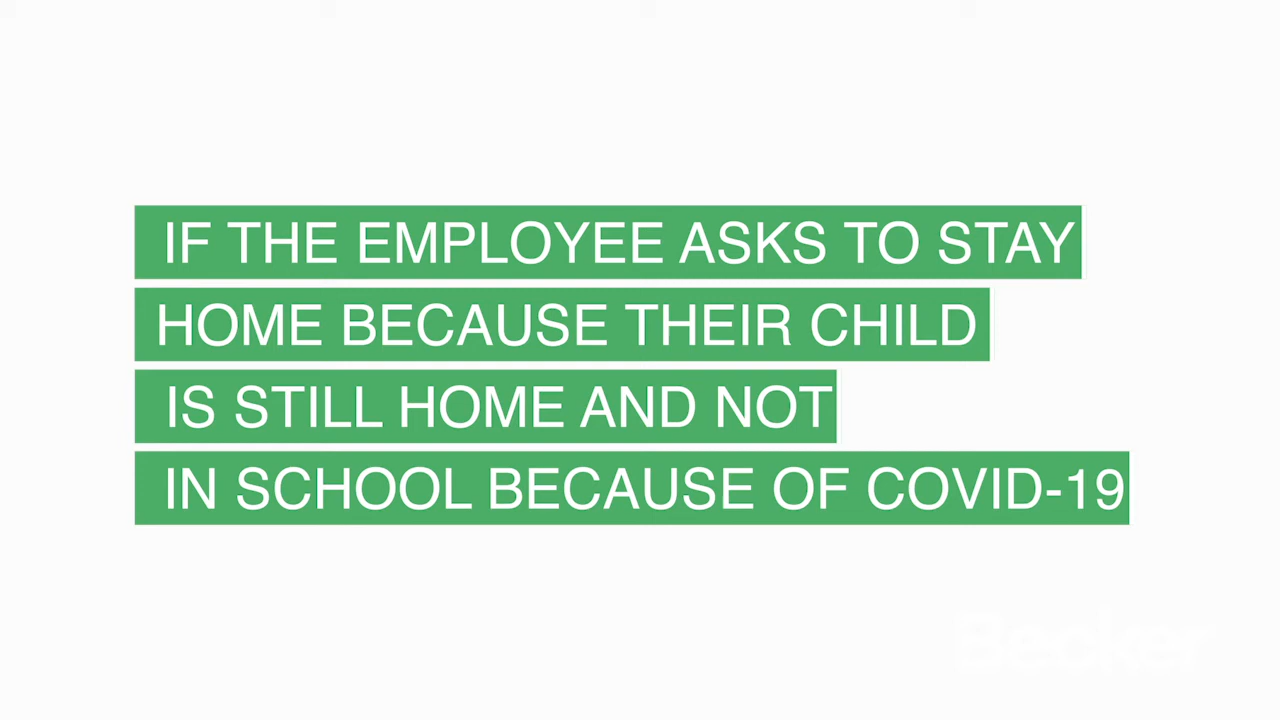 IF THE EMPLOYEE ASKS TO STAY
HOME BECAUSE THEIR CHILD
IS STILL HOME AND NOT
IN SCHOOL BECAUSE OF COVID-19
Becker